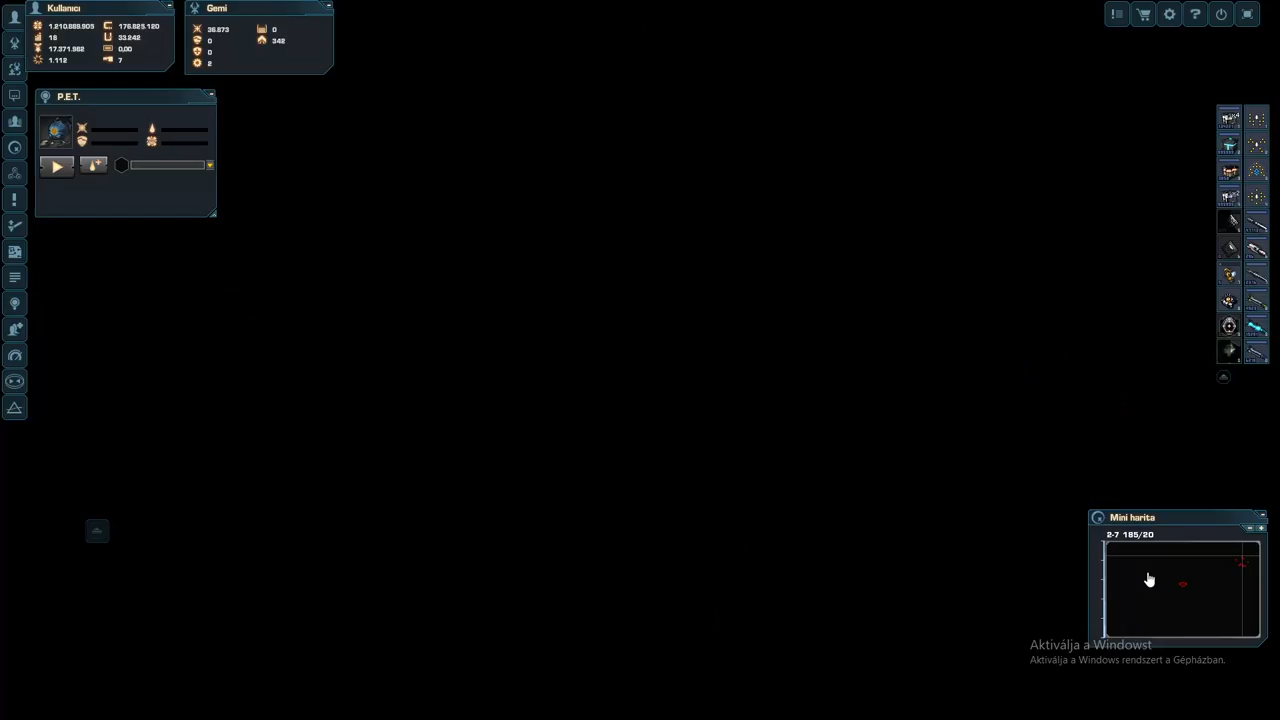 Kullanıcı
1.210.889.905 176.825.120
18 33.242
17.371.982 0,00
1.112 7
Gemi
36.873 0
0 342
0
2
P.E.T.
Mini harita
2-7 185/20
Aktiválja a Windowst
Aktiválja a Windows rendszert a Gépházban.